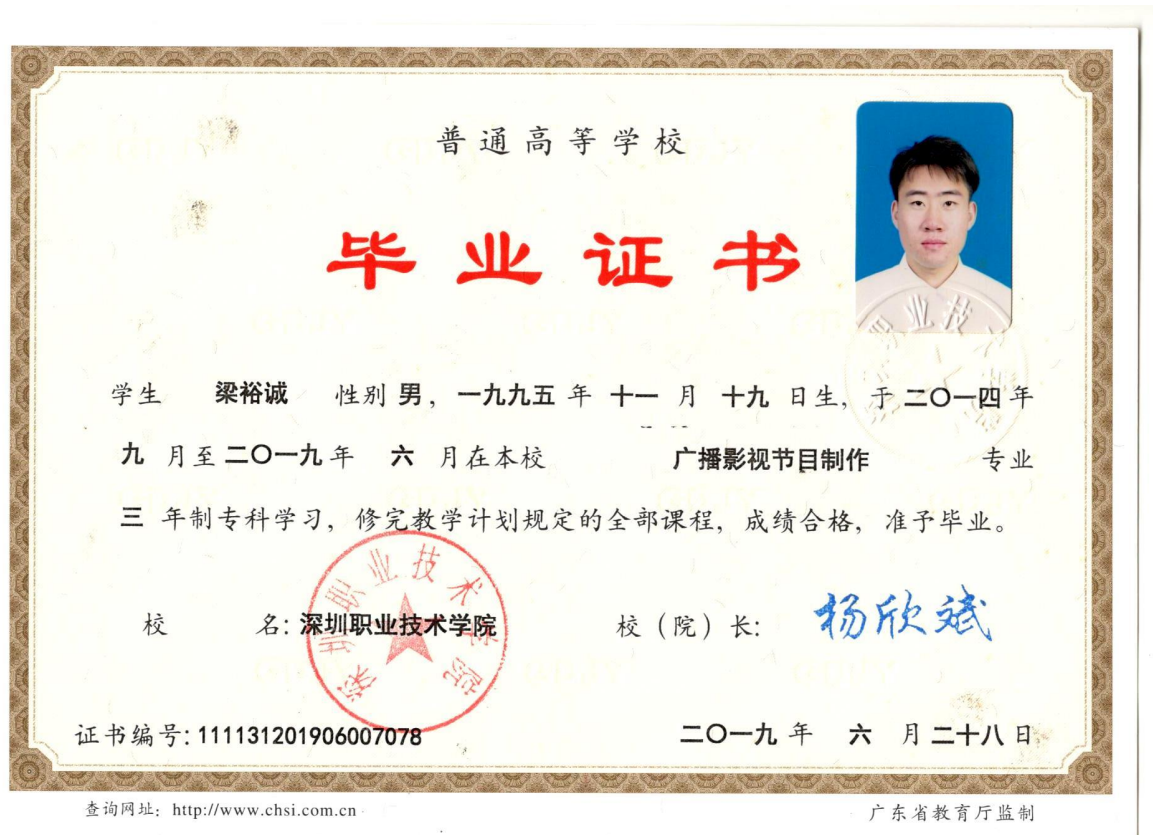 普通高等学校
毕业证书
学生 梁裕诚 性别 男，一九九五 年 十一 月 十九 日生，于 二〇一四 年
九 月至 二〇一九 年 六 月在本校 广播影视节目制作 专业
三 年制专科学习，修完教学计划规定的全部课程，成绩合格，准予毕业。
校 名: 深圳职业技术学院 校（院）长: 杨欣斌
深圳职业技术学院
证书编号: 111131201906007078 二〇一九 年 六 月 二十八 日
查询网址：http://www.chsi.com.cn 广东省教育厅监制